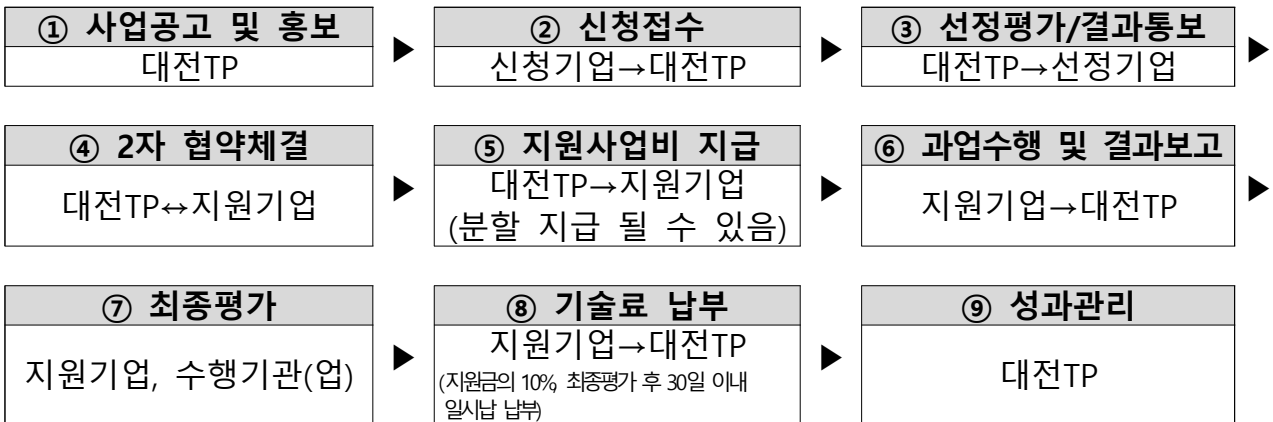 ① 사업공고 및 홍보
대전TP
▶
② 신청접수
신청기업→대전TP
▶
③ 선정평가/결과통보
대전TP→선정기업
▶
④ 2자 협약체결
대전TP↔지원기업
▶
⑤ 지원사업비 지급
대전TP→지원기업
(분할 지급 될 수 있음)
▶
⑥ 과업수행 및 결과보고
지원기업→대전TP
▶
⑦ 최종평가
지원기업, 수행기관(업)
▶
⑧ 기술료 납부
지원기업→대전TP
(지원금의 10%, 최종평가 후 30일 이내
일시납 납부)
▶
⑨ 성과관리
대전TP